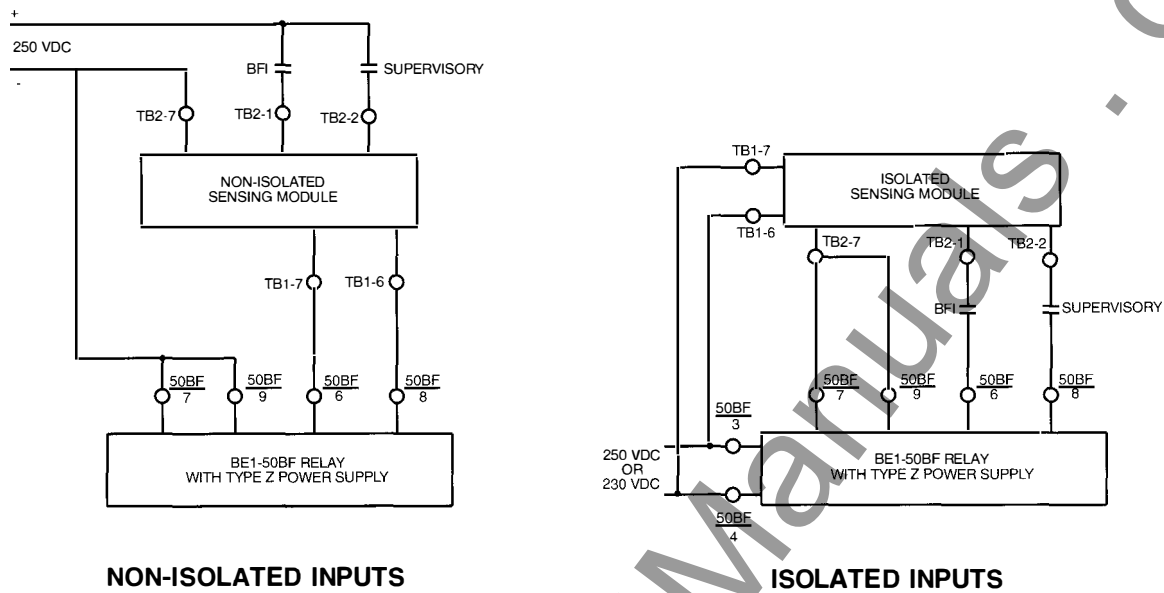 +
250 VDC
-
BFI
SUPERVISORY
TB2-7
TB2-1
TB2-2
NON-ISOLATED
SENSING MODULE
TB1-7
TB1-6
50BF
7
50BF
9
50BF
6
50BF
8
BE1-50BF RELAY
WITH TYPE Z POWER SUPPLY
NON-ISOLATED INPUTS
TB1-7
ISOLATED
SENSING MODULE
TB1-6
TB2-7
TB2-1
TB2-2
BFI
SUPERVISORY
50BF
7
50BF
9
50BF
6
50BF
8
50BF
3
250 VDC
OR
230 VDC
BE1-50BF RELAY
WITH TYPE Z POWER SUPPLY
50BF
4
ISOLATED INPUTS
Manuals .